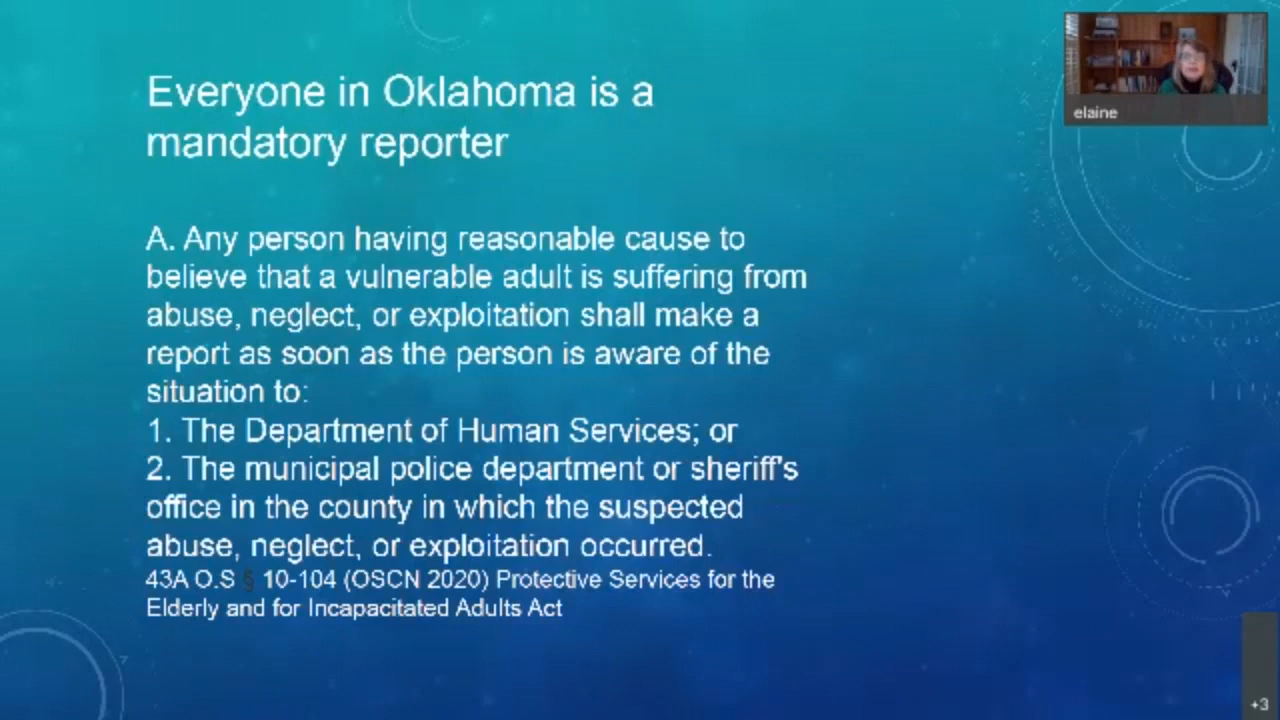 Everyone in Oklahoma is a
mandatory reporter
elaine
A. Any person having reasonable cause to
believe that a vulnerable adult is suffering from
abuse, neglect, or exploitation shall make a
report as soon as the person is aware of the
situation to:
1. The Department of Human Services; or
2. The municipal police department or sheriff's
office in the county in which the suspected
abuse, neglect, or exploitation occurred.
43A O.S § 10-104 (OSCN 2020) Protective Services for the
Elderly and for Incapacitated Adults Act
+3